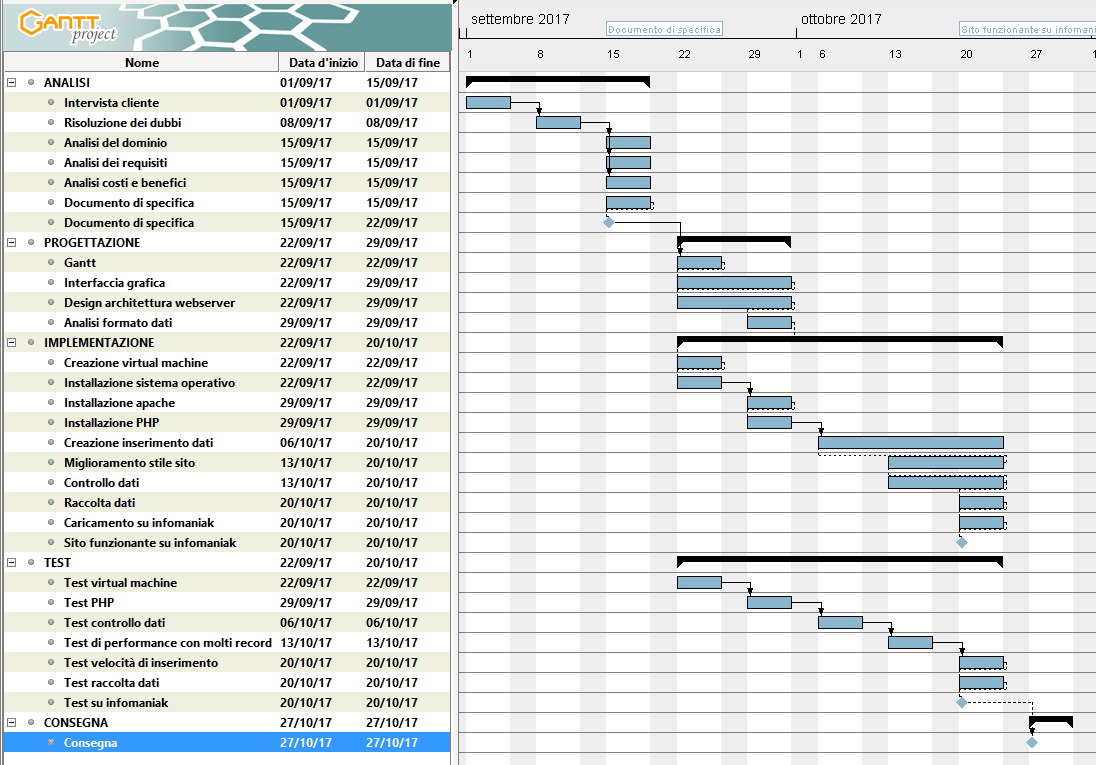 GANTT project
settembre 2017 ottobre 2017
Documento di specifica Sito funzionante su infomani
1 8 15 22 29 1 6 13 20 27 1
Nome Data d'inizio Data di fine
ANALISI 01/09/17 15/09/17
Intervista cliente 01/09/17 01/09/17
Risoluzione dei dubbi 08/09/17 08/09/17
Analisi del dominio 15/09/17 15/09/17
Analisi dei requisiti 15/09/17 15/09/17
Analisi costi e benefici 15/09/17 15/09/17
Documento di specifica 15/09/17 15/09/17
Documento di specifica 15/09/17 22/09/17
PROGETTAZIONE 22/09/17 29/09/17
Gantt 22/09/17 22/09/17
Interfaccia grafica 22/09/17 29/09/17
Design architettura webserver 22/09/17 29/09/17
Analisi formato dati 29/09/17 29/09/17
IMPLEMENTAZIONE 22/09/17 20/10/17
Creazione virtual machine 22/09/17 22/09/17
Installazione sistema operativo 22/09/17 22/09/17
Installazione apache 29/09/17 29/09/17
Installazione PHP 29/09/17 29/09/17
Creazione inserimento dati 06/10/17 20/10/17
Miglioramento stile sito 13/10/17 20/10/17
Controllo dati 13/10/17 20/10/17
Raccolta dati 20/10/17 20/10/17
Caricamento su infomaniak 20/10/17 20/10/17
Sito funzionante su infomaniak 20/10/17 20/10/17
TEST 22/09/17 20/10/17
Test virtual machine 22/09/17 22/09/17
Test PHP 29/09/17 29/09/17
Test controllo dati 06/10/17 06/10/17
Test di performance con molti record 13/10/17 13/10/17
Test velocità di inserimento 20/10/17 20/10/17
Test raccolta dati 20/10/17 20/10/17
Test su infomaniak 20/10/17 20/10/17
CONSEGNA 27/10/17 27/10/17
Consegna 27/10/17 27/10/17